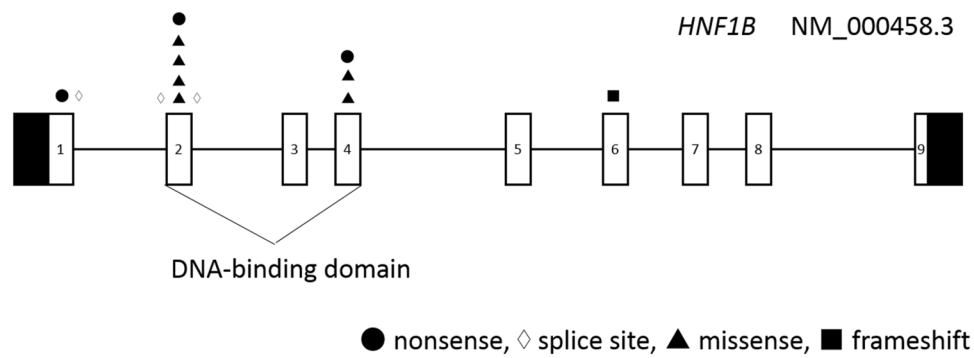 HNF1B NM_000458.3
1 2 3 4 5 6 7 8 9
DNA-binding domain
nonsense, splice site, missense, frameshift